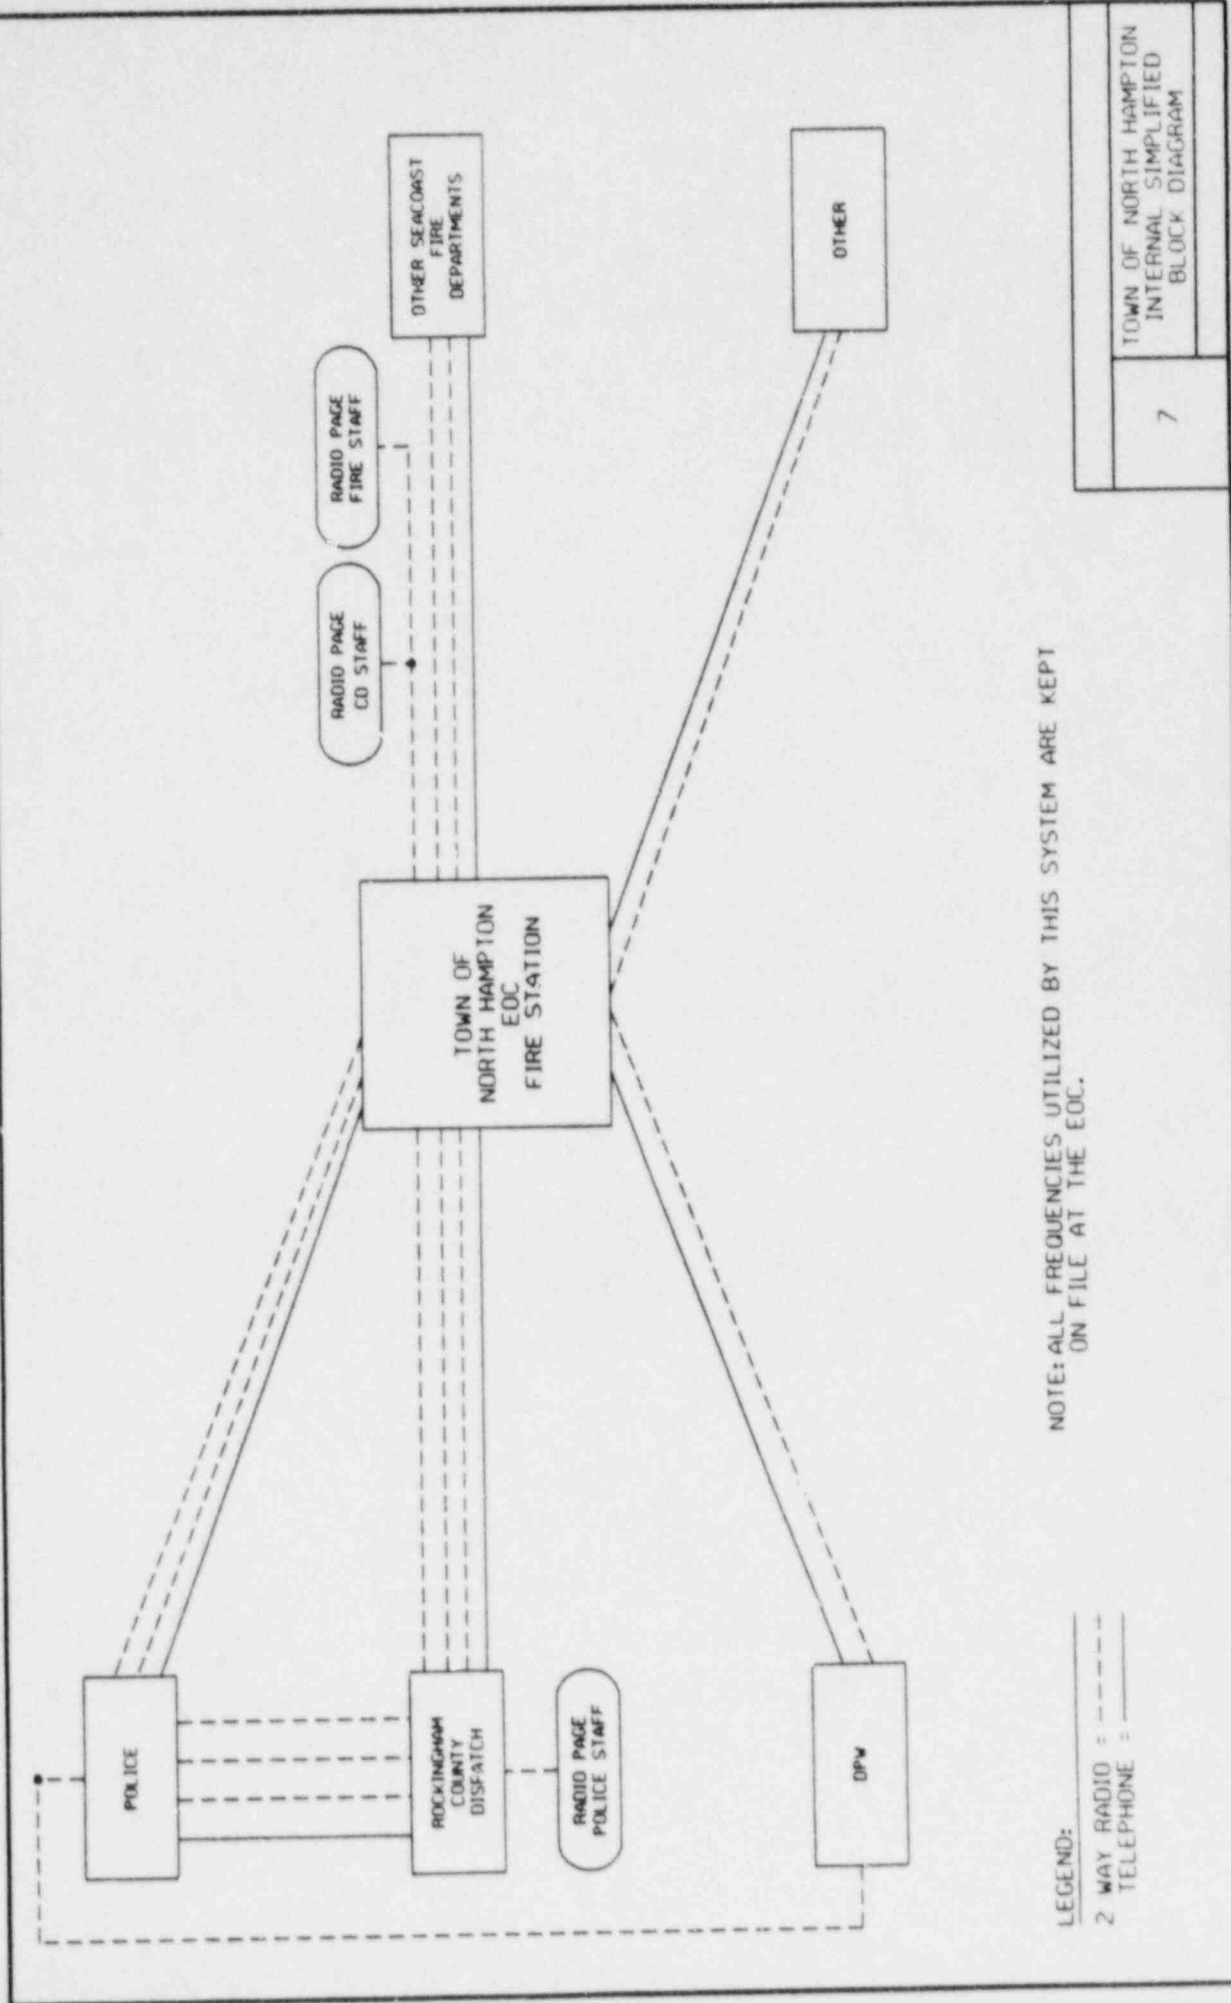 POLICE
ROCKINGHAM
COUNTY
DISPATCH
RADIO PAGE
POLICE STAFF
DPW
TOWN OF
NORTH HAMPTON
EOC
FIRE STATION
RADIO PAGE
CD STAFF
RADIO PAGE
FIRE STAFF
OTHER SEACOAST
FIRE
DEPARTMENTS
OTHER
LEGEND:
2 WAY RADIO = -----
TELEPHONE = ———
NOTE: ALL FREQUENCIES UTILIZED BY THIS SYSTEM ARE KEPT
ON FILE AT THE EOC.
7
TOWN OF NORTH HAMPTON
INTERNAL SIMPLIFIED
BLOCK DIAGRAM